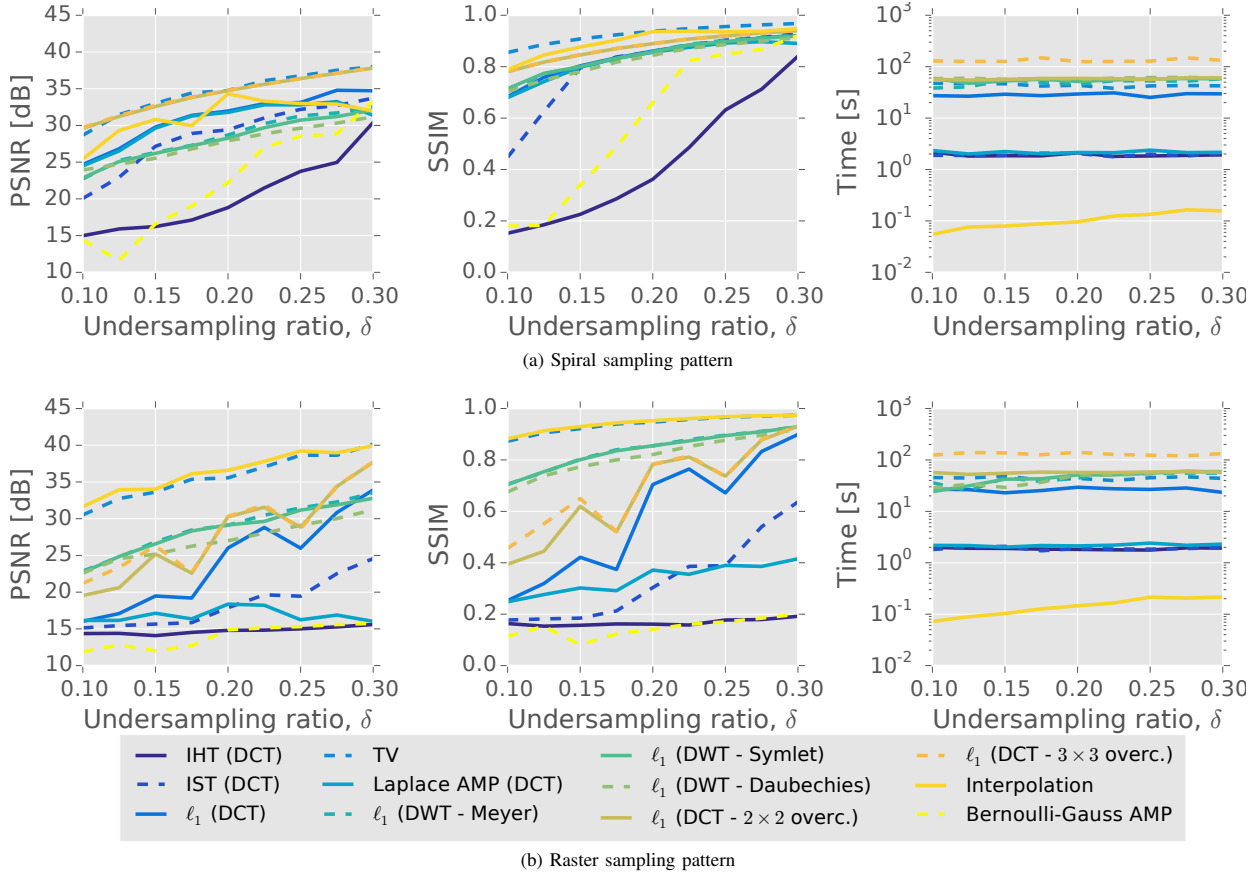 45
40
35
30
25
20
15
10
PSNR [dB]
0.10 0.15 0.20 0.25 0.30
Undersampling ratio, δ
1.0
0.8
0.6
0.4
0.2
0.0
SSIM
0.10 0.15 0.20 0.25 0.30
Undersampling ratio, δ
10³
10²
10¹
10⁰
10⁻¹
10⁻²
Time [s]
0.10 0.15 0.20 0.25 0.30
Undersampling ratio, δ
(a) Spiral sampling pattern
45
40
35
30
25
20
15
10
PSNR [dB]
0.10 0.15 0.20 0.25 0.30
Undersampling ratio, δ
1.0
0.8
0.6
0.4
0.2
0.0
SSIM
0.10 0.15 0.20 0.25 0.30
Undersampling ratio, δ
10³
10²
10¹
10⁰
10⁻¹
10⁻²
Time [s]
0.10 0.15 0.20 0.25 0.30
Undersampling ratio, δ
IHT (DCT)
IST (DCT)
ℓ₁ (DCT)
TV
Laplace AMP (DCT)
ℓ₁ (DWT - Meyer)
ℓ₁ (DWT - Symlet)
ℓ₁ (DWT - Daubechies)
ℓ₁ (DCT - 2 × 2 overc.)
ℓ₁ (DCT - 3 × 3 overc.)
Interpolation
Bernoulli-Gauss AMP
(b) Raster sampling pattern